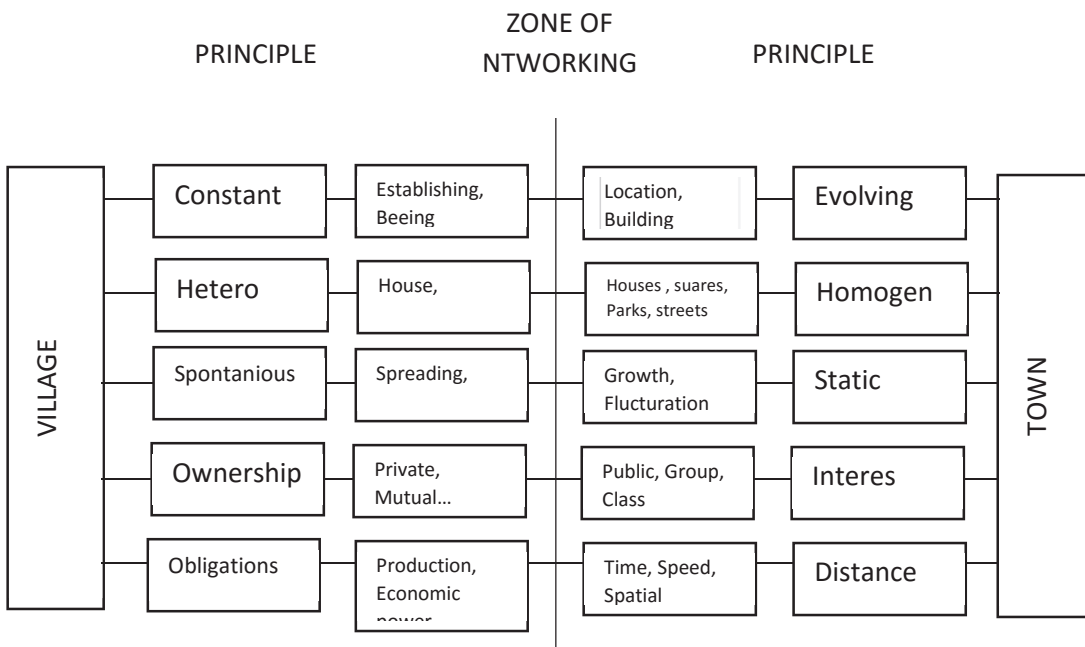 ZONE OF
NTWORKING
PRINCIPLE
PRINCIPLE
VILLAGE
Constant
Establishing,
Beeing
Location,
Building
Evolving
Hetero
House,
Houses , suares,
Parks, streets
Homogen
Spontanious
Spreading,
Growth,
Flucturation
Static
Ownership
Private,
Mutual...
Public, Group,
Class
Interes
Obligations
Production,
Economic
power
Time, Speed,
Spatial
Distance
TOWN